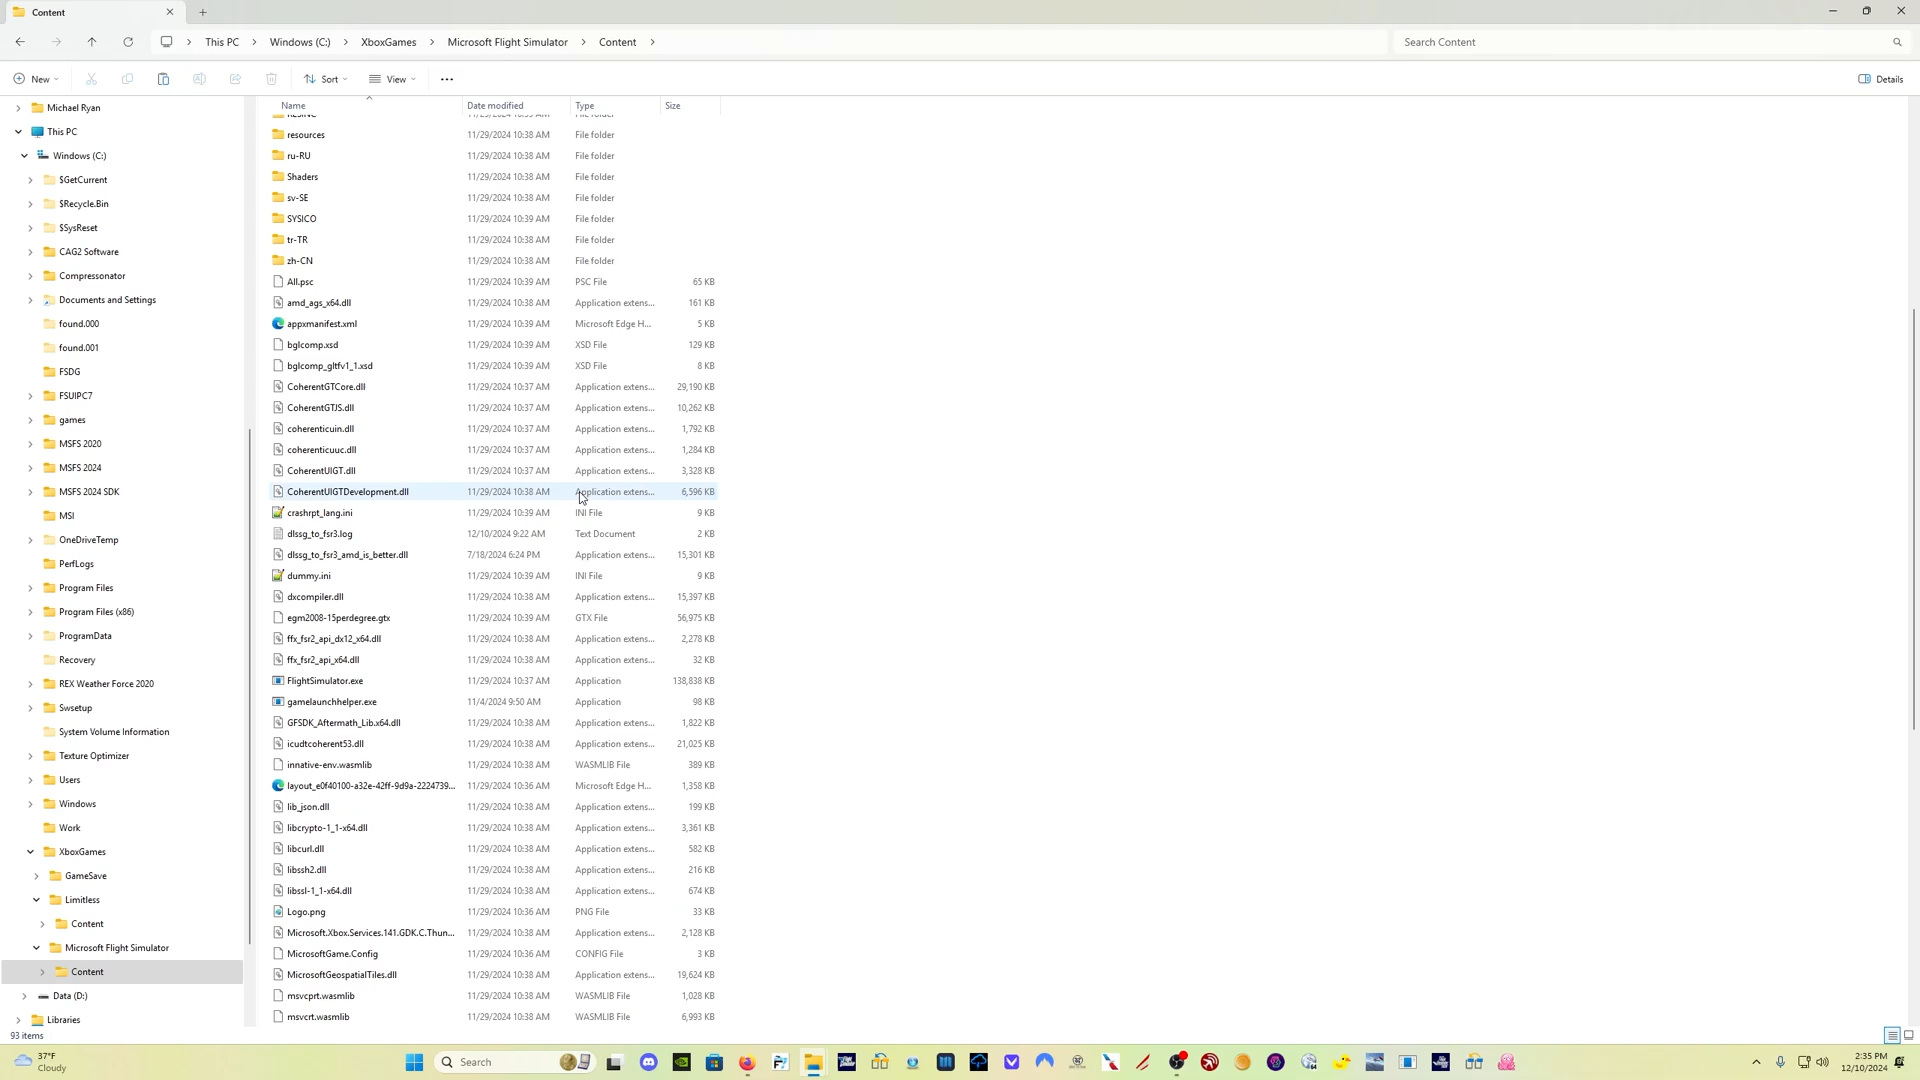 Content
This PC > Windows (C:) > XboxGames > Microsoft Flight Simulator > Content >
Search Content
New
Sort
View
Details
Michael Ryan
This PC
Windows (C:)
$GetCurrent
$Recycle.Bin
$SysReset
CAG2 Software
Compressonator
Documents and Settings
found.000
found.001
FSDG
FSUIPC7
games
MSFS 2020
MSFS 2024
MSFS 2024 SDK
MSI
OneDriveTemp
PerfLogs
Program Files
Program Files (x86)
ProgramData
Recovery
REX Weather Force 2020
Swsetup
System Volume Information
Texture Optimizer
Users
Windows
Work
XboxGames
GameSave
Limitless
Content
Microsoft Flight Simulator
Content
Data (D:)
Libraries
Name Date modified Type Size
resources 11/29/2024 10:38 AM File folder
ru-RU 11/29/2024 10:38 AM File folder
Shaders 11/29/2024 10:38 AM File folder
sv-SE 11/29/2024 10:38 AM File folder
SYSICO 11/29/2024 10:39 AM File folder
tr-TR 11/29/2024 10:38 AM File folder
zh-CN 11/29/2024 10:38 AM File folder
All.psc 11/29/2024 10:39 AM PSC File 65 KB
amd_ags_x64.dll 11/29/2024 10:38 AM Application extens... 161 KB
appxmanifest.xml 11/29/2024 10:39 AM Microsoft Edge H... 5 KB
bglcomp.xsd 11/29/2024 10:39 AM XSD File 129 KB
bglcomp_gltfv1_1.xsd 11/29/2024 10:39 AM XSD File 8 KB
CoherentGTCore.dll 11/29/2024 10:37 AM Application extens... 29,190 KB
CoherentGTJS.dll 11/29/2024 10:37 AM Application extens... 10,262 KB
coherenticuin.dll 11/29/2024 10:37 AM Application extens... 1,792 KB
coherenticuuc.dll 11/29/2024 10:37 AM Application extens... 1,284 KB
CoherentUIGT.dll 11/29/2024 10:37 AM Application extens... 3,328 KB
CoherentUIGTDevelopment.dll 11/29/2024 10:38 AM Application extens... 6,596 KB
crashrpt_lang.ini 11/29/2024 10:39 AM INI File 9 KB
dlssg_to_fsr3.log 12/10/2024 9:22 AM Text Document 2 KB
dlssg_to_fsr3_amd_is_better.dll 7/18/2024 6:24 PM Application extens... 15,301 KB
dummy.ini 11/29/2024 10:39 AM INI File 9 KB
dxcompiler.dll 11/29/2024 10:38 AM Application extens... 15,397 KB
egm2008-15perdegree.gtx 11/29/2024 10:39 AM GTX File 56,975 KB
ffx_fsr2_api_dx12_x64.dll 11/29/2024 10:38 AM Application extens... 2,278 KB
ffx_fsr2_api_x64.dll 11/29/2024 10:38 AM Application extens... 32 KB
FlightSimulator.exe 11/29/2024 10:37 AM Application 138,838 KB
gamelaunchhelper.exe 11/4/2024 9:50 AM Application 98 KB
GFSDK_Aftermath_Lib.x64.dll 11/29/2024 10:38 AM Application extens... 1,822 KB
icudtcoherent53.dll 11/29/2024 10:38 AM Application extens... 21,025 KB
innative-env.wasmlib 11/29/2024 10:38 AM WASMLIB File 389 KB
layout_e0f40100-a32e-42ff-9d9a-2224739... 11/29/2024 10:36 AM Microsoft Edge H... 1,358 KB
lib_json.dll 11/29/2024 10:38 AM Application extens... 199 KB
libcrypto-1_1-x64.dll 11/29/2024 10:38 AM Application extens... 3,361 KB
libcurl.dll 11/29/2024 10:38 AM Application extens... 582 KB
libssh2.dll 11/29/2024 10:38 AM Application extens... 216 KB
libssl-1_1-x64.dll 11/29/2024 10:38 AM Application extens... 674 KB
Logo.png 11/29/2024 10:36 AM PNG File 33 KB
Microsoft.Xbox.Services.141.GDK.C.Thun... 11/29/2024 10:38 AM Application extens... 2,128 KB
MicrosoftGame.Config 11/29/2024 10:36 AM CONFIG File 3 KB
MicrosoftGeospatialTiles.dll 11/29/2024 10:38 AM Application extens... 19,624 KB
msvcprt.wasmlib 11/29/2024 10:38 AM WASMLIB File 1,028 KB
msvcrt.wasmlib 11/29/2024 10:38 AM WASMLIB File 6,993 KB
93 items
37°F
Cloudy
Search
2:35 PM
12/10/2024